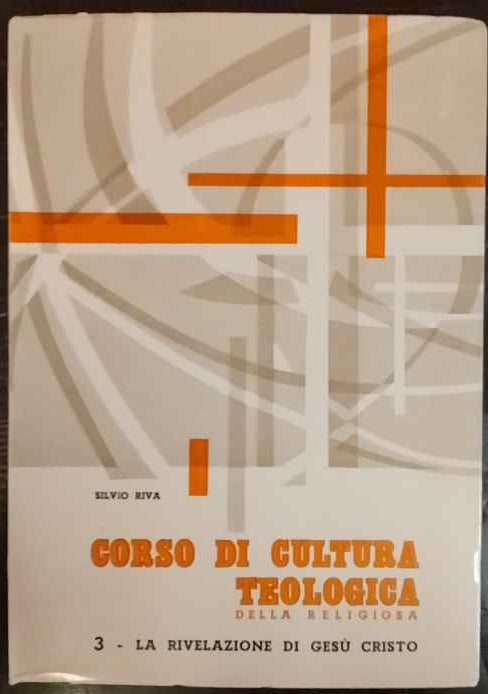 SILVIO RIVA
CORSO DI CULTURA
TEOLOGICA
DELLA RELIGIOSA
3 - LA RIVELAZIONE DI GESÙ CRISTO